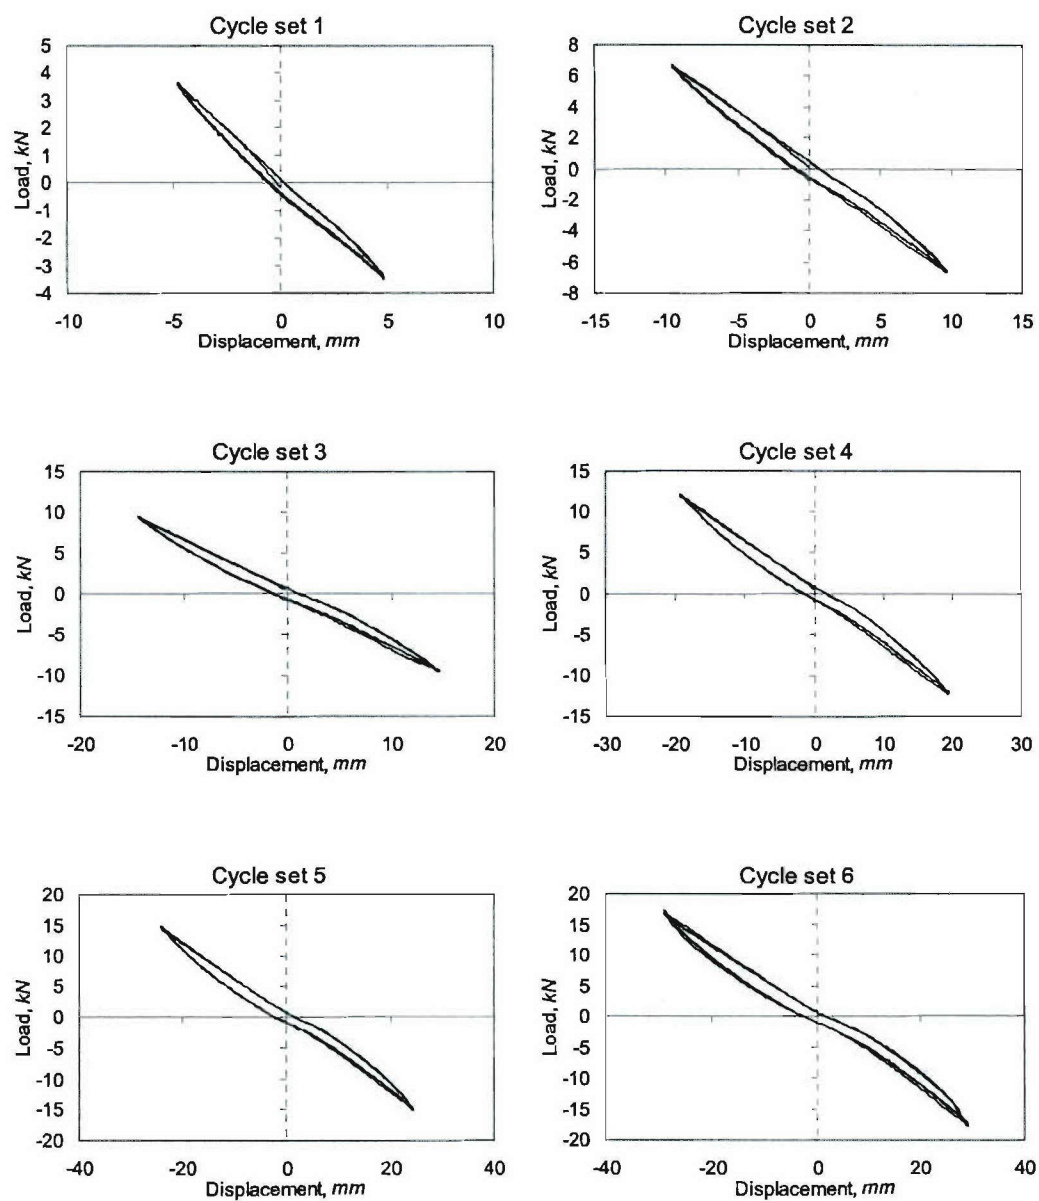 Cycle set 1
5
4
3
2
1
0
-1
-2
-3
-4
Load, kN
-10 -5 0 5 10
Displacement, mm
Cycle set 2
8
6
4
2
0
-2
-4
-6
-8
Load, kN
-15 -10 -5 0 5 10 15
Displacement, mm
Cycle set 3
15
10
5
0
-5
-10
-15
Load, kN
-20 -10 0 10 20
Displacement, mm
Cycle set 4
15
10
5
0
-5
-10
-15
Load, kN
-30 -20 -10 0 10 20 30
Displacement, mm
Cycle set 5
20
15
10
5
0
-5
-10
-15
-20
Load, kN
-40 -20 0 20 40
Displacement, mm
Cycle set 6
20
15
10
5
0
-5
-10
-15
-20
Load, kN
-40 -20 0 20 40
Displacement, mm